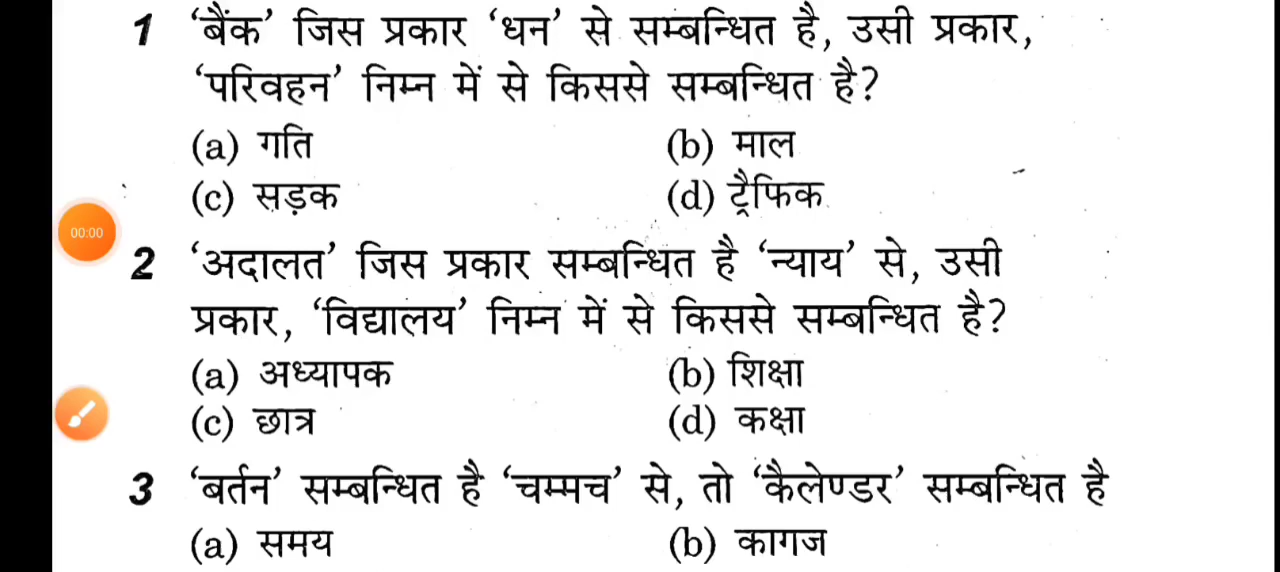 1 ‘बैंक’ जिस प्रकार ‘धन’ से सम्बन्धित है, उसी प्रकार,
‘परिवहन’ निम्न में से किससे सम्बन्धित है?
(a) गति (b) माल
(c) सड़क (d) ट्रैफिक
00:00
2 ‘अदालत’ जिस प्रकार सम्बन्धित है ‘न्याय’ से, उसी
प्रकार, ‘विद्यालय’ निम्न में से किससे सम्बन्धित है?
(a) अध्यापक (b) शिक्षा
(c) छात्र (d) कक्षा
3 ‘बर्तन’ सम्बन्धित है ‘चम्मच’ से, तो ‘कैलेण्डर’ सम्बन्धित है
(a) समय (b) कागज